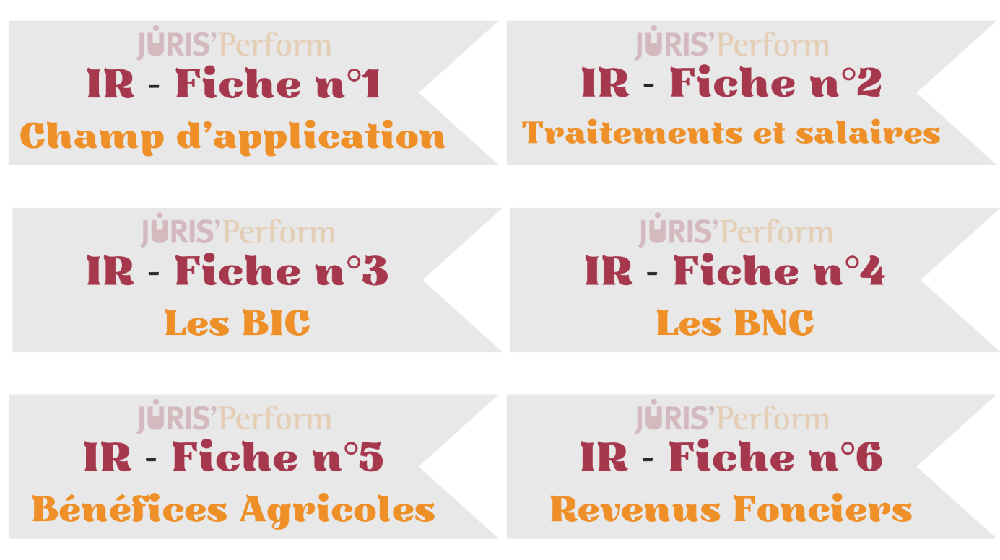 JURIS'Perform
IR - Fiche n°1
Champ d'application
JURIS'Perform
IR - Fiche n°2
Traitements et salaires
JURIS'Perform
IR - Fiche n°3
Les BIC
JURIS'Perform
IR - Fiche n°4
Les BNC
JURIS'Perform
IR - Fiche n°5
Bénéfices Agricoles
JURIS'Perform
IR - Fiche n°6
Revenus Fonciers